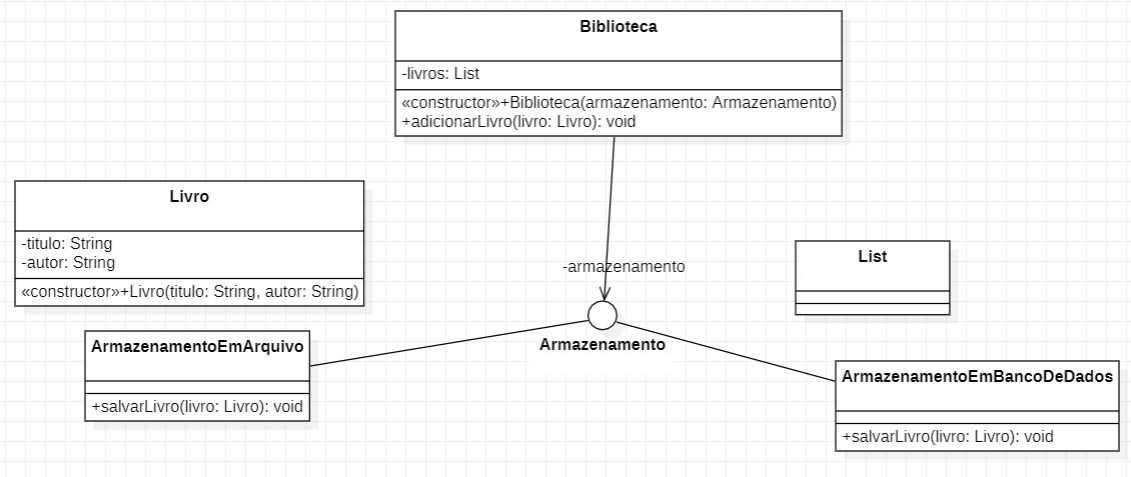 Biblioteca
-livros: List
«constructor»+Biblioteca(armazenamento: Armazenamento)
+adicionarLivro(livro: Livro): void
Livro
-titulo: String
-autor: String
«constructor»+Livro(titulo: String, autor: String)
-armazenamento
List
Armazenamento
ArmazenamentoEmArquivo
+salvarLivro(livro: Livro): void
ArmazenamentoEmBancoDeDados
+salvarLivro(livro: Livro): void